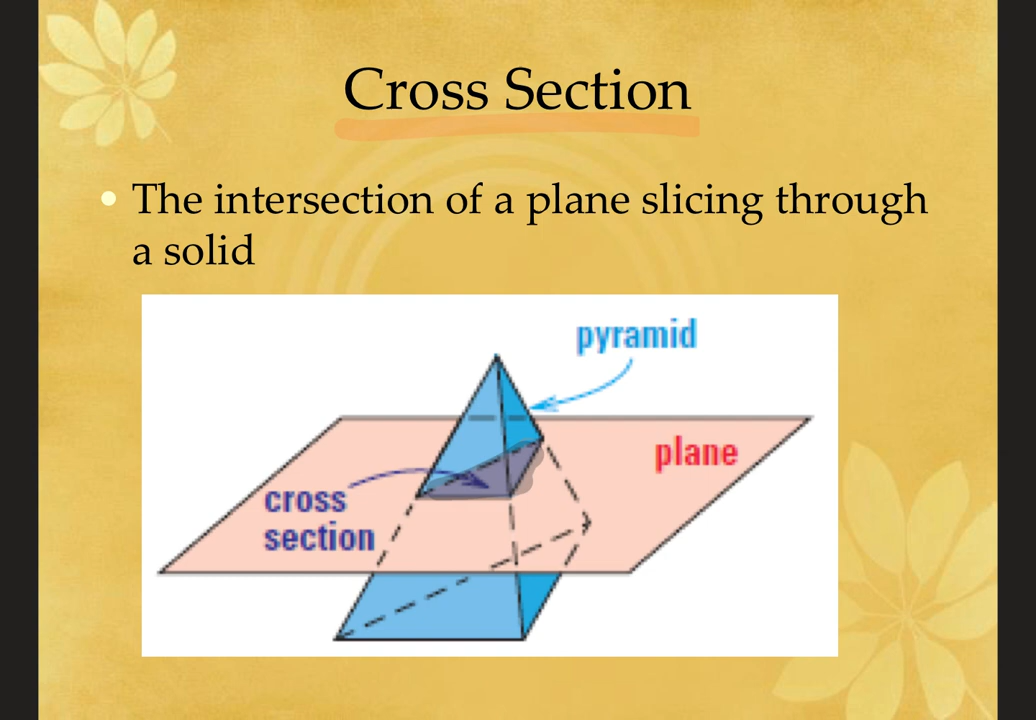 Cross Section
• The intersection of a plane slicing through
a solid
pyramid
plane
cross
section